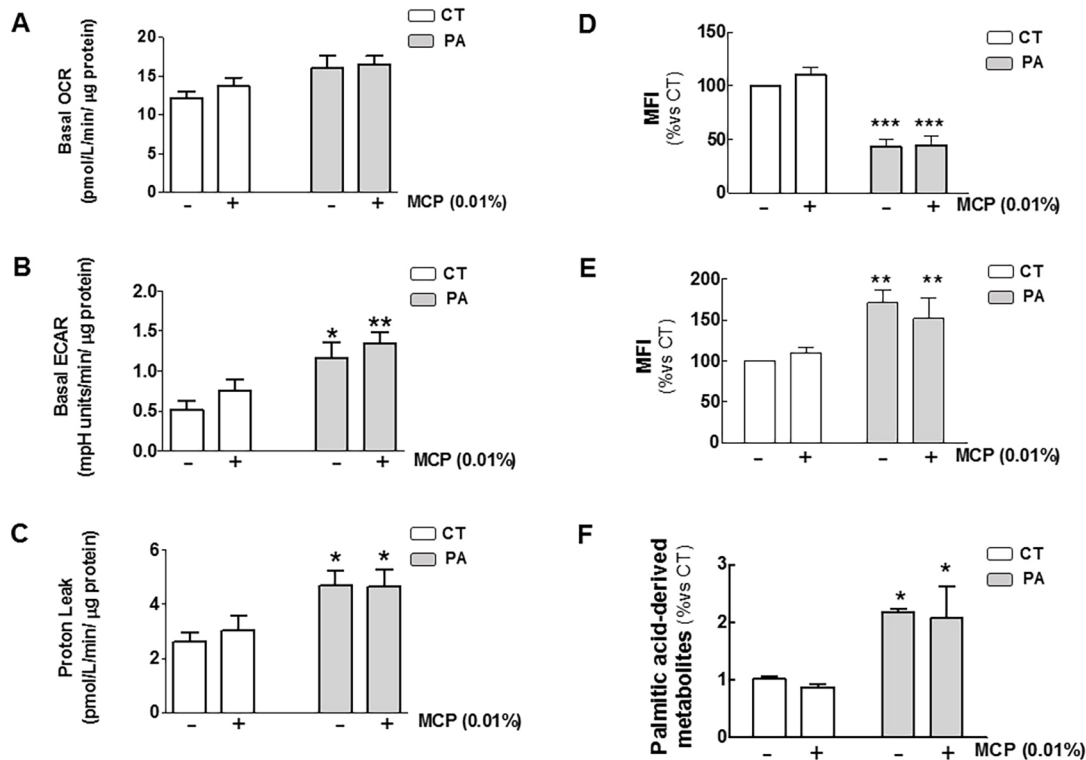 A
CT
PA
Basal OCR
(pmol/L/min/ µg protein)
20
15
10
5
0
- + - + MCP (0.01%)
B
CT
PA
Basal ECAR
(mpH units/min/ µg protein)
2.0
1.5
1.0
0.5
0.0
* **
- + - + MCP (0.01%)
C
CT
PA
Proton Leak
(pmol/L/min/ µg protein)
6
4
2
0
* *
- + - + MCP (0.01%)
D
CT
PA
MFI
(%vs CT)
150
100
50
0
*** ***
- + - + MCP (0.01%)
E
CT
PA
MFI
(%vs CT)
200
150
100
50
0
** **
- + - + MCP (0.01%)
F
CT
PA
Palmitic acid-derived
metabolites (%vs CT)
3
2
1
0
* *
- + - + MCP (0.01%)